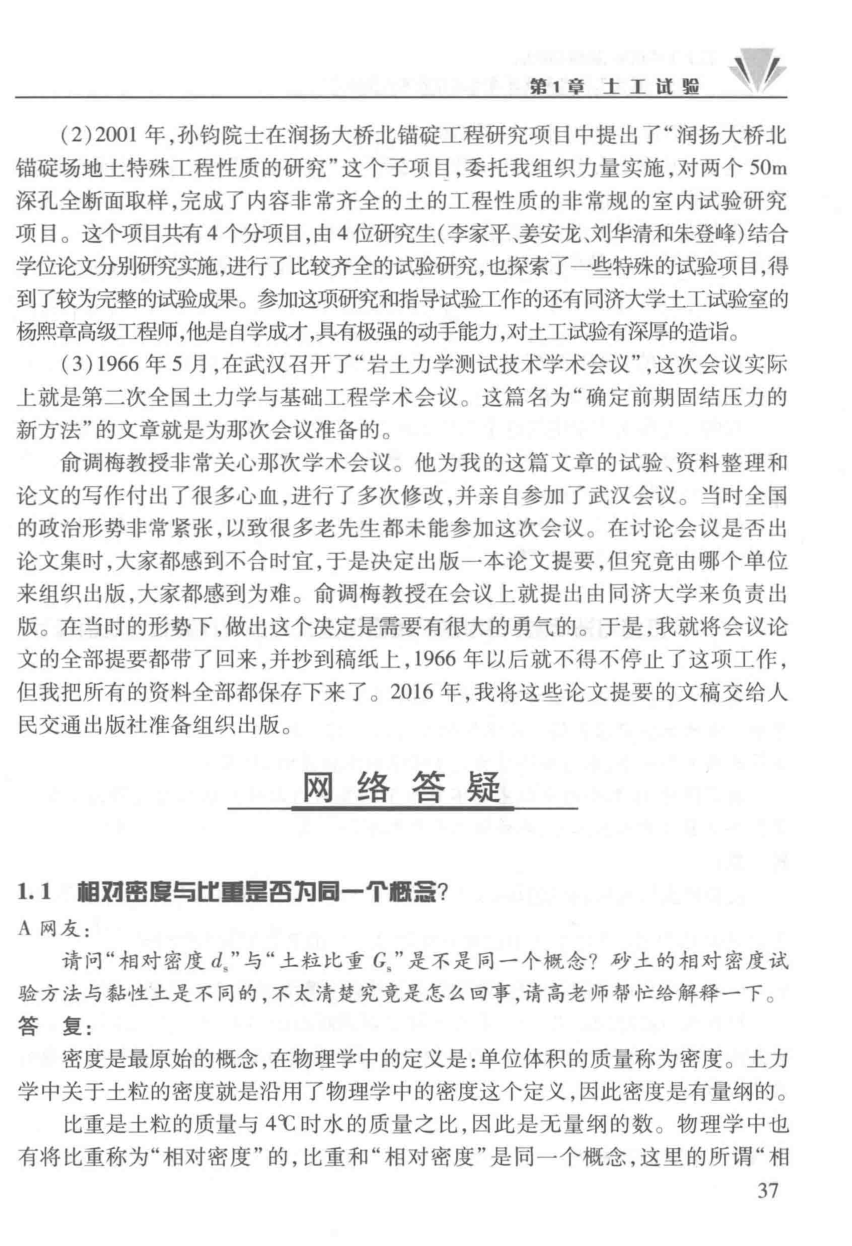 第1章 土工试验
(2)2001年,孙钧院士在润扬大桥北锚碇工程研究项目中提出了“润扬大桥北
锚碇场地土特殊工程性质的研究”这个子项目,委托我组织力量实施,对两个50m
深孔全断面取样,完成了内容非常齐全的土的工程性质的非常规的室内试验研究
项目。这个项目共有4个分项目,由4位研究生(李家平、姜安龙、刘华清和朱登峰)结合
学位论文分别研究实施,进行了比较齐全的试验研究,也探索了一些特殊的试验项目,得
到了较为完整的试验成果。参加这项研究和指导试验工作的还有同济大学土工试验室的
杨熙章高级工程师,他是自学成才,具有极强的动手能力,对土工试验有深厚的造诣。
(3)1966年5月,在武汉召开了“岩土力学测试技术学术会议”,这次会议实际
上就是第二次全国土力学与基础工程学术会议。这篇名为“确定前期固结压力的
新方法”的文章就是为那次会议准备的。
俞调梅教授非常关心那次学术会议。他为我的这篇文章的试验、资料整理和
论文的写作付出了很多心血,进行了多次修改,并亲自参加了武汉会议。当时全国
的政治形势非常紧张,以致很多老先生都未能参加这次会议。在讨论会议是否出
论文集时,大家都感到不合时宜,于是决定出版一本论文提要,但究竟由哪个单位
来组织出版,大家都感到为难。俞调梅教授在会议上就提出由同济大学来负责出
版。在当时的形势下,做出这个决定是需要有很大的勇气的。于是,我就将会议论
文的全部提要都带了回来,并抄到稿纸上,1966年以后就不得不停止了这项工作,
但我把所有的资料全部都保存下来了。2016年,我将这些论文提要的文稿交给人
民交通出版社准备组织出版。
网络答疑
1.1 相对密度与比重是否为同一个概念?
A网友:
请问“相对密度dₛ”与“土粒比重Gₛ”是不是同一个概念?砂土的相对密度试
验方法与黏性土是不同的,不太清楚究竟是怎么回事,请高老师帮忙给解释一下。
答 复:
密度是最原始的概念,在物理学中的定义是:单位体积的质量称为密度。土力
学中关于土粒的密度就是沿用了物理学中的密度这个定义,因此密度是有量纲的。
比重是土粒的质量与4℃时水的质量之比,因此是无量纲的数。物理学中也
有将比重称为“相对密度”的,比重和“相对密度”是同一个概念,这里的所谓“相
37